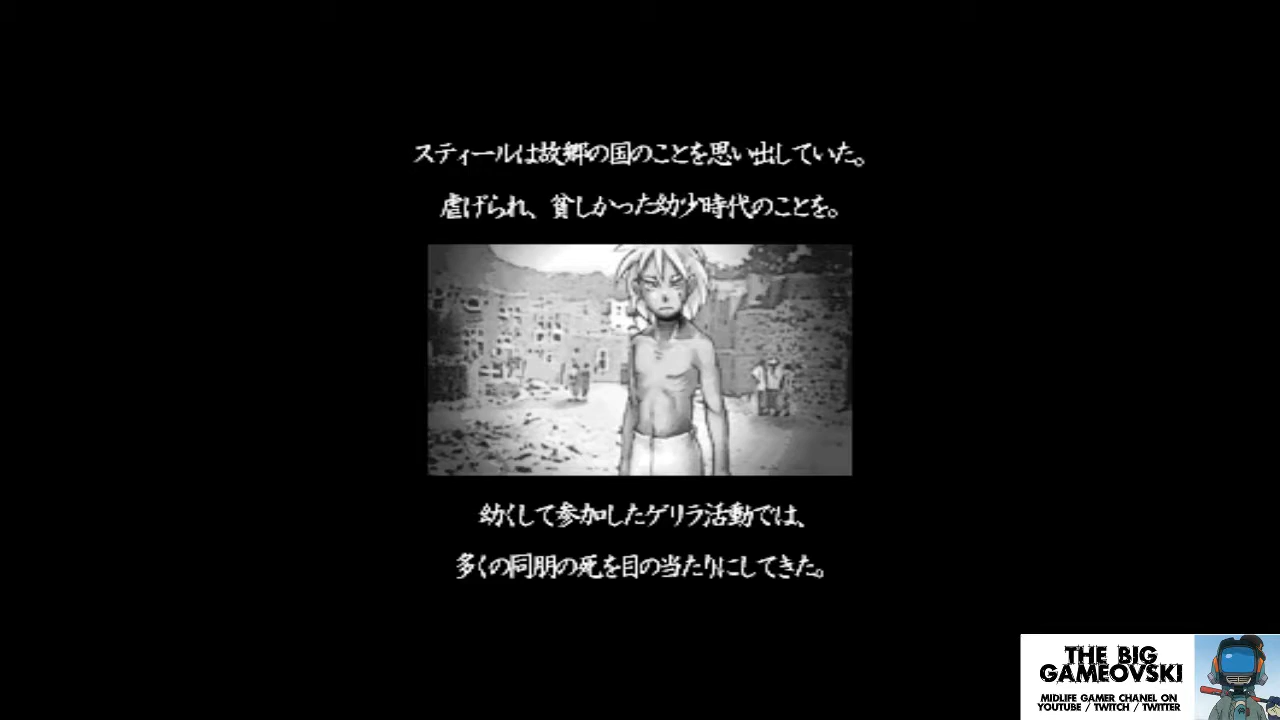 スティールは故郷の国のことを思い出していた。
虐げられ、貧しかった幼少時代のことを。
幼くして参加したゲリラ活動では、
多くの同朋の死を目の当たりにしてきた。
THE BIG
GAMEOVSKI
MIDLIFE GAMER CHANEL ON
YOUTUBE / TWITCH / TWITTER